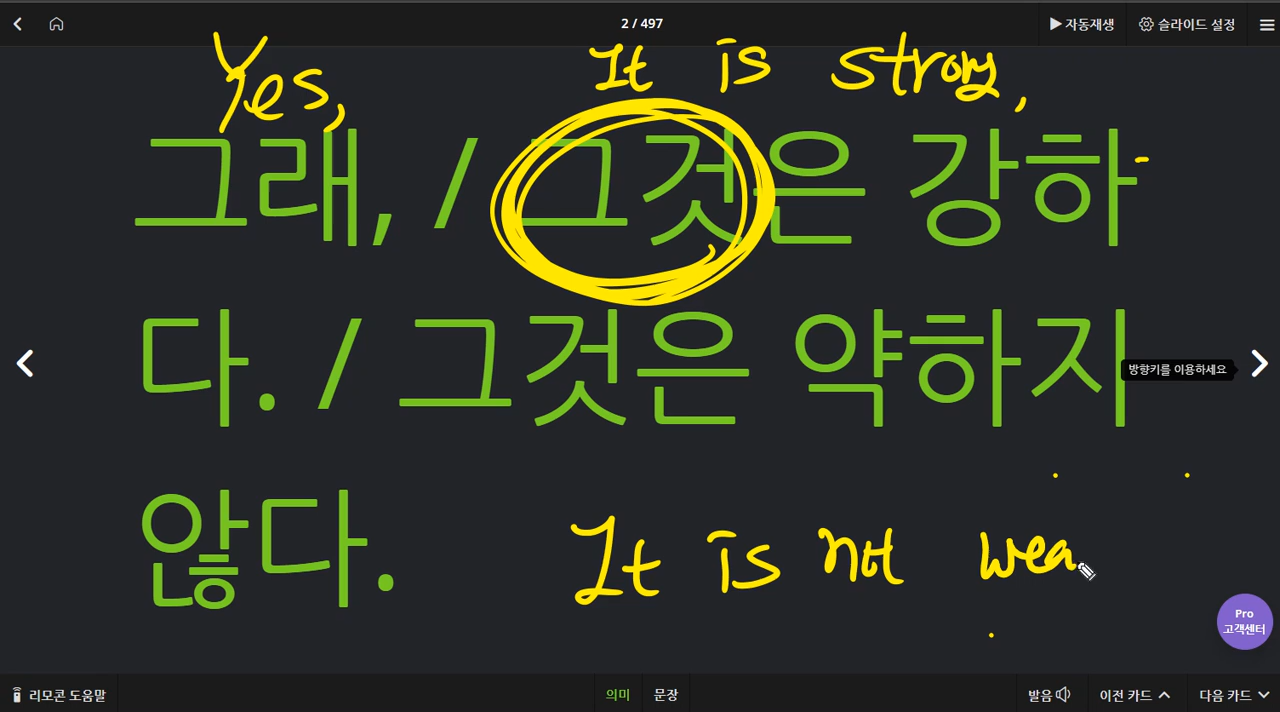 2 / 497
자동재생
슬라이드 설정
Yes, It is strong,
그래, / 그것은 강하
다. / 그것은 약하지
방향키를 이용하세요
않다.
It is not wea
Pro
고객센터
리모콘 도움말
의미
문장
발음
이전 카드
다음 카드